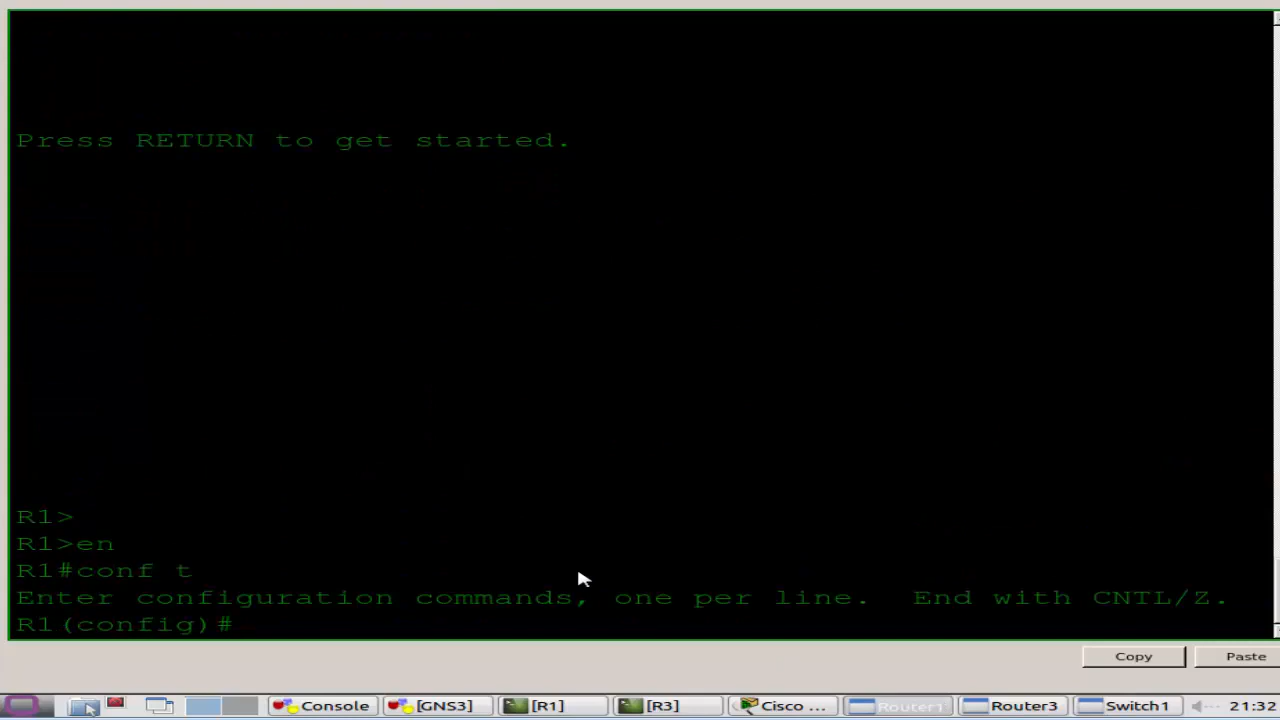 Press RETURN to get started.
R1>
R1>en
R1#conf t
Enter configuration commands, one per line.  End with CNTL/Z.
R1(config)#
Copy Paste
Console [GNS3] [R1] [R3] Cisco ... Router1 Router3 Switch1 21:32